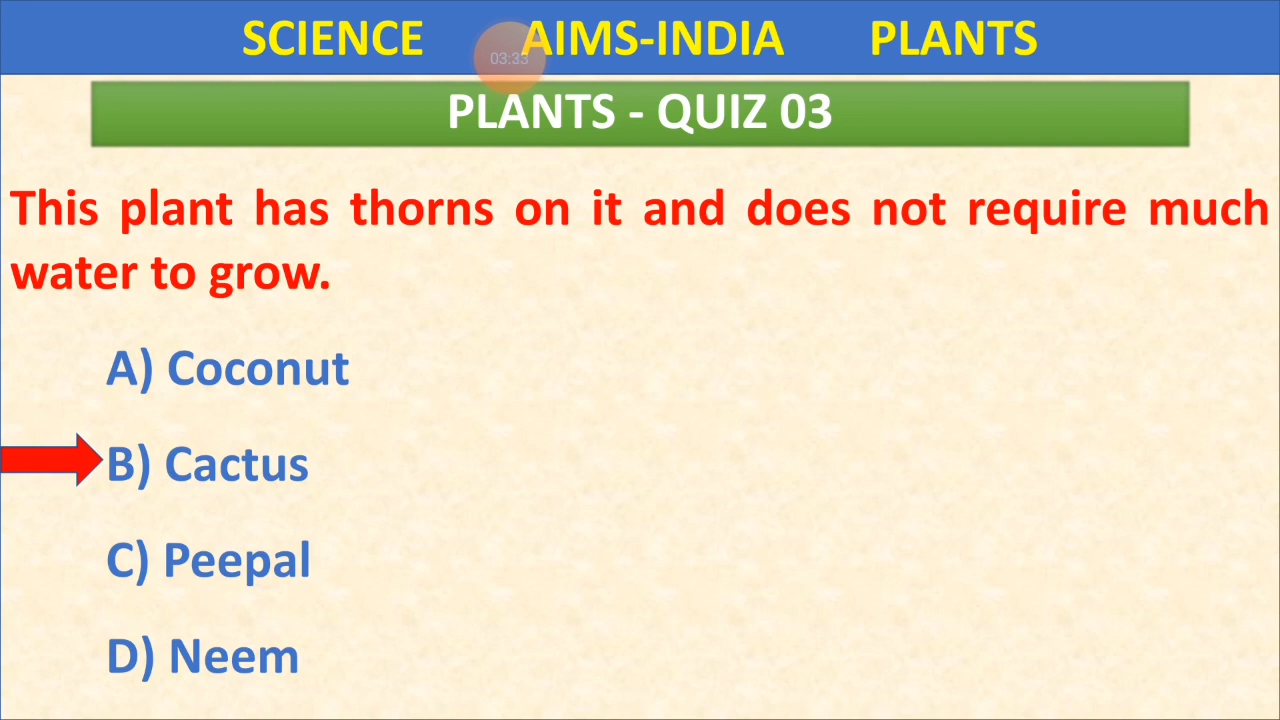 SCIENCE AIMS-INDIA PLANTS
03:33
PLANTS - QUIZ 03
This plant has thorns on it and does not require much
water to grow.
A) Coconut
B) Cactus
C) Peepal
D) Neem